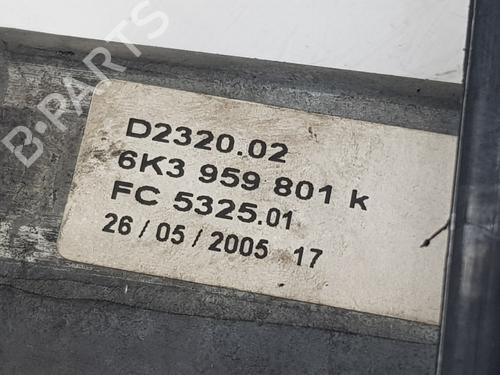 B-PARTS
D2320.02
6K3 959 801 k
FC 5325.01
26/05/2005 17